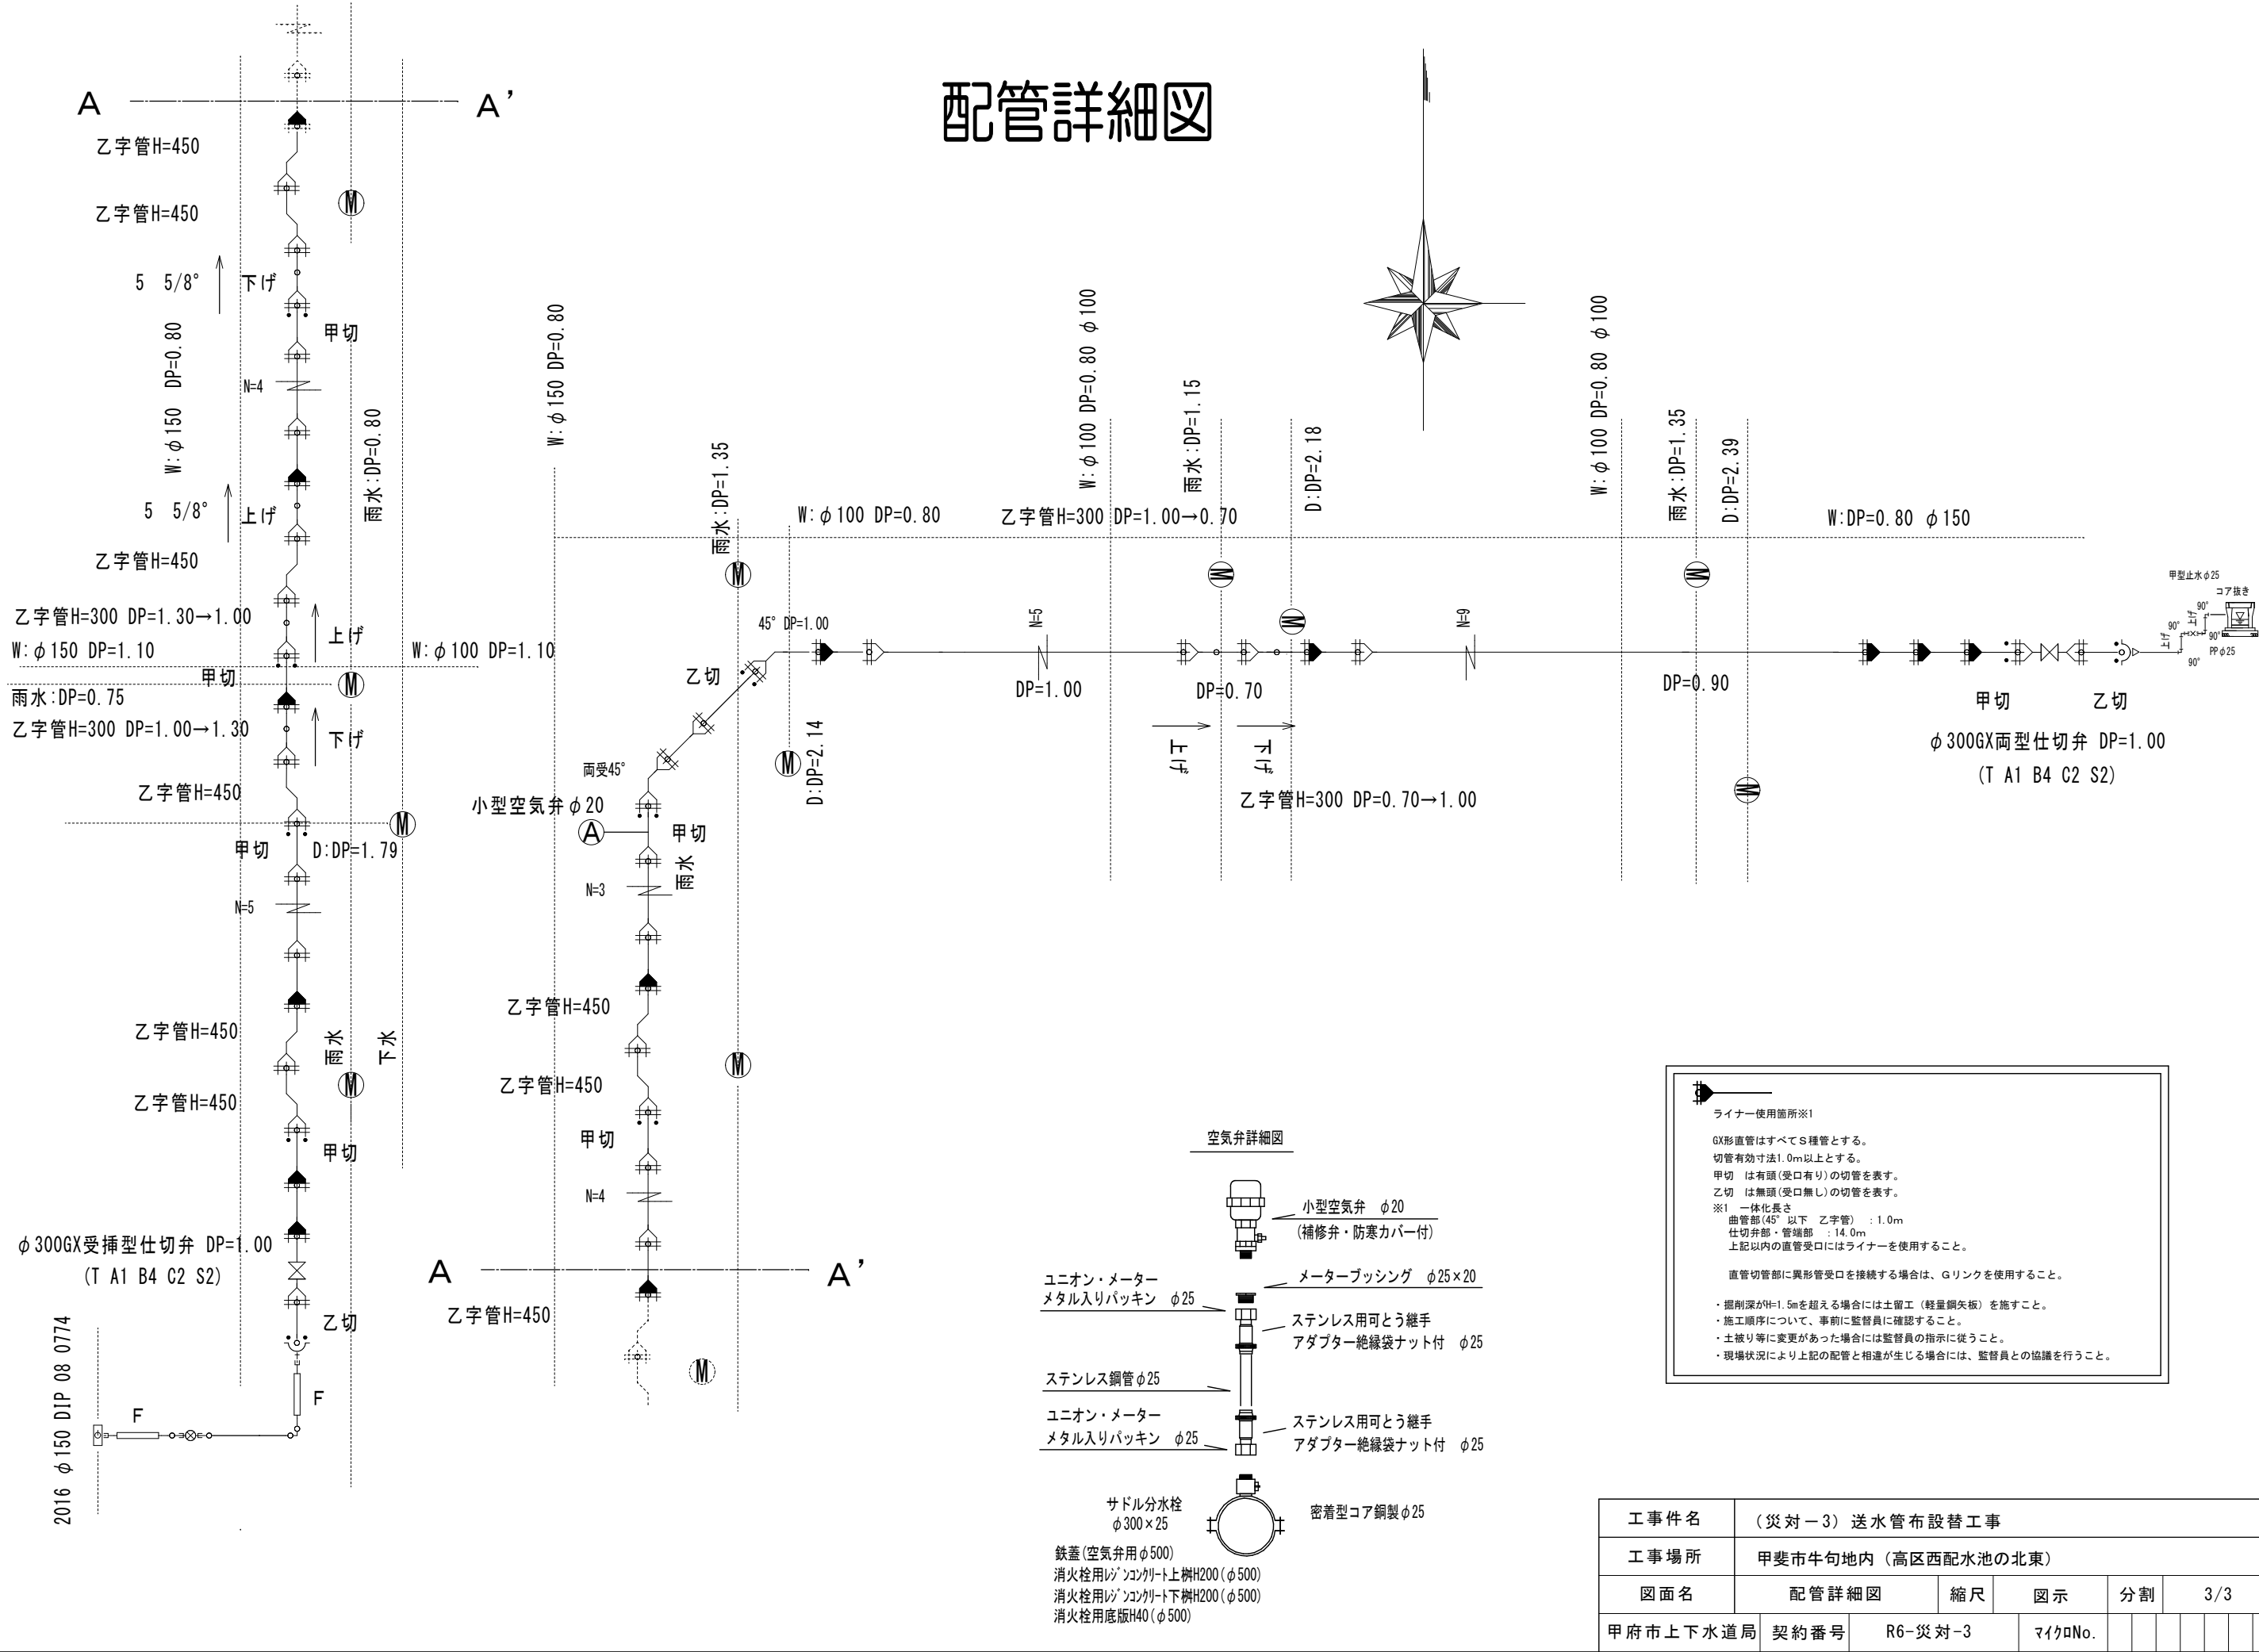 配管詳細図
A
A'
乙字管H=450
乙字管H=450
M
5 5/8°
下げ
甲切
W:φ150 DP=0.80
N=4
雨水:DP=0.80
5 5/8°
上げ
乙字管H=450
乙字管H=300 DP=1.30→1.00
上げ
W:φ150 DP=1.10
W:φ100 DP=1.10
甲切
M
雨水:DP=0.75
乙字管H=300 DP=1.00→1.30
下げ
乙字管H=450
M
甲切
D:DP=1.79
N=5
乙字管H=450
雨水
下水
M
乙字管H=450
甲切
φ300GX受挿型仕切弁 DP=1.00
(T A1 B4 C2 S2)
乙切
2016 φ150 DIP 08 0774
F
F
W:φ150 DP=0.80
雨水:DP=1.35
M
W:φ100 DP=0.80
45° DP=1.00
乙切
M
D:DP=2.14
両受45°
小型空気弁φ20
A
甲切
雨水
N=3
乙字管H=450
M
乙字管H=450
甲切
N=4
A
A'
乙字管H=450
M
W:φ100 DP=0.80 φ100
雨水:DP=1.15
D:DP=2.18
乙字管H=300 DP=1.00→0.70
M
M
N=5
DP=1.00
DP=0.70
上げ
下げ
乙字管H=300 DP=0.70→1.00
N=9
W:φ100 DP=0.80 φ100
雨水:DP=1.35
D:DP=2.39
W:DP=0.80 φ150
M
DP=0.90
M
甲切
乙切
φ300GX両型仕切弁 DP=1.00
(T A1 B4 C2 S2)
甲型止水φ25
コア抜き
90°
上げ
90°
90°
上げ
PPφ25
90°
ライナー使用箇所※1
GX形直管はすべてS種管とする。
切管有効寸法1.0m以上とする。
甲切 は有頭(受口有り)の切管を表す。
乙切 は無頭(受口無し)の切管を表す。
※1 一体化長さ
曲管部(45° 以下 乙字管) :1.0m
仕切弁部・管端部 :14.0m
上記以内の直管受口にはライナーを使用すること。
直管切管部に異形管受口を接続する場合は、Gリンクを使用すること。
・掘削深がH=1.5mを超える場合には土留工(軽量鋼矢板)を施すこと。
・施工順序について、事前に監督員に確認すること。
・土被り等に変更があった場合には監督員の指示に従うこと。
・現場状況により上記の配管と相違が生じる場合には、監督員との協議を行うこと。
空気弁詳細図
小型空気弁 φ20
(補修弁・防寒カバー付)
ユニオン・メーター
メタル入りパッキン φ25
メーターブッシング φ25×20
ステンレス用可とう継手
アダプター絶縁袋ナット付 φ25
ステンレス鋼管φ25
ユニオン・メーター
メタル入りパッキン φ25
ステンレス用可とう継手
アダプター絶縁袋ナット付 φ25
サドル分水栓
φ300×25
密着型コア銅製φ25
鉄蓋(空気弁用φ500)
消火栓用ﾚｼﾞﾝｺﾝｸﾘｰﾄ上桝H200(φ500)
消火栓用ﾚｼﾞﾝｺﾝｸﾘｰﾄ下桝H200(φ500)
消火栓用底版H40(φ500)
工事件名 (災対－3)送水管布設替工事
工事場所 甲斐市牛句地内(高区西配水池の北東)
図面名 配管詳細図 縮尺 図示 分割 3/3
甲府市上下水道局 契約番号 R6-災対-3 ﾏｲｸﾛNo.